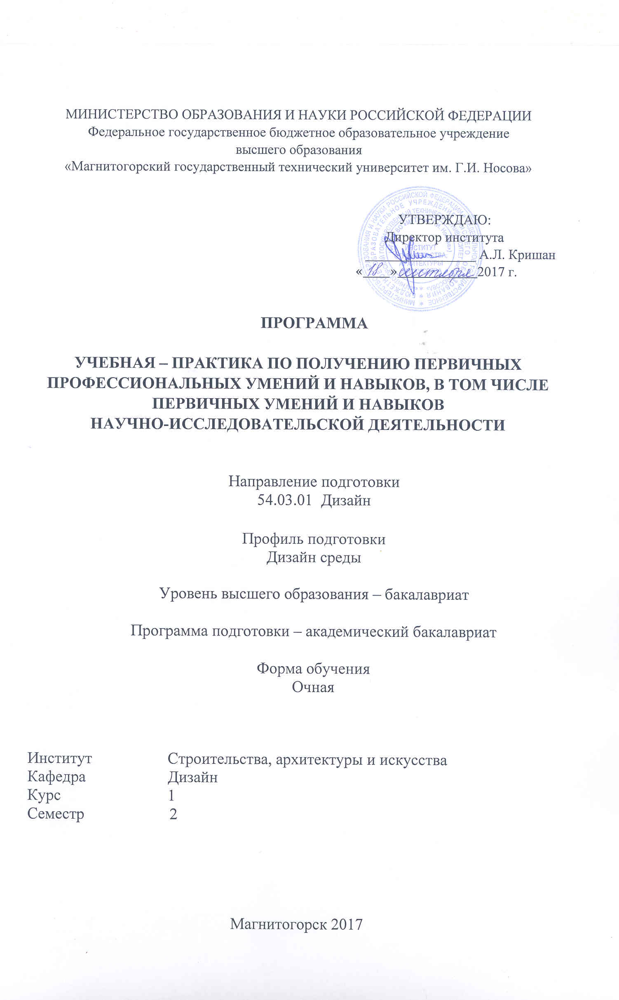 МИНИСТЕРСТВО ОБРАЗОВАНИЯ И НАУКИ РОССИЙСКОЙ ФЕДЕРАЦИИ
Федеральное государственное бюджетное образовательное учреждение
высшего образования
«Магнитогорский государственный технический университет им. Г.И. Носова»
УТВЕРЖДАЮ:
Директор института
А.Л. Кришан
«18» сентября 2017 г.
ИНСТИТУТ
СТРОИТЕЛЬСТВА,
АРХИТЕКТУРЫ
ПРОГРАММА
УЧЕБНАЯ – ПРАКТИКА ПО ПОЛУЧЕНИЮ ПЕРВИЧНЫХ
ПРОФЕССИОНАЛЬНЫХ УМЕНИЙ И НАВЫКОВ, В ТОМ ЧИСЛЕ
ПЕРВИЧНЫХ УМЕНИЙ И НАВЫКОВ
НАУЧНО-ИССЛЕДОВАТЕЛЬСКОЙ ДЕЯТЕЛЬНОСТИ
Направление подготовки
54.03.01 Дизайн
Профиль подготовки
Дизайн среды
Уровень высшего образования – бакалавриат
Программа подготовки – академический бакалавриат
Форма обучения
Очная
Институт Строительства, архитектуры и искусства
Кафедра Дизайн
Курс 1
Семестр 2
Магнитогорск 2017